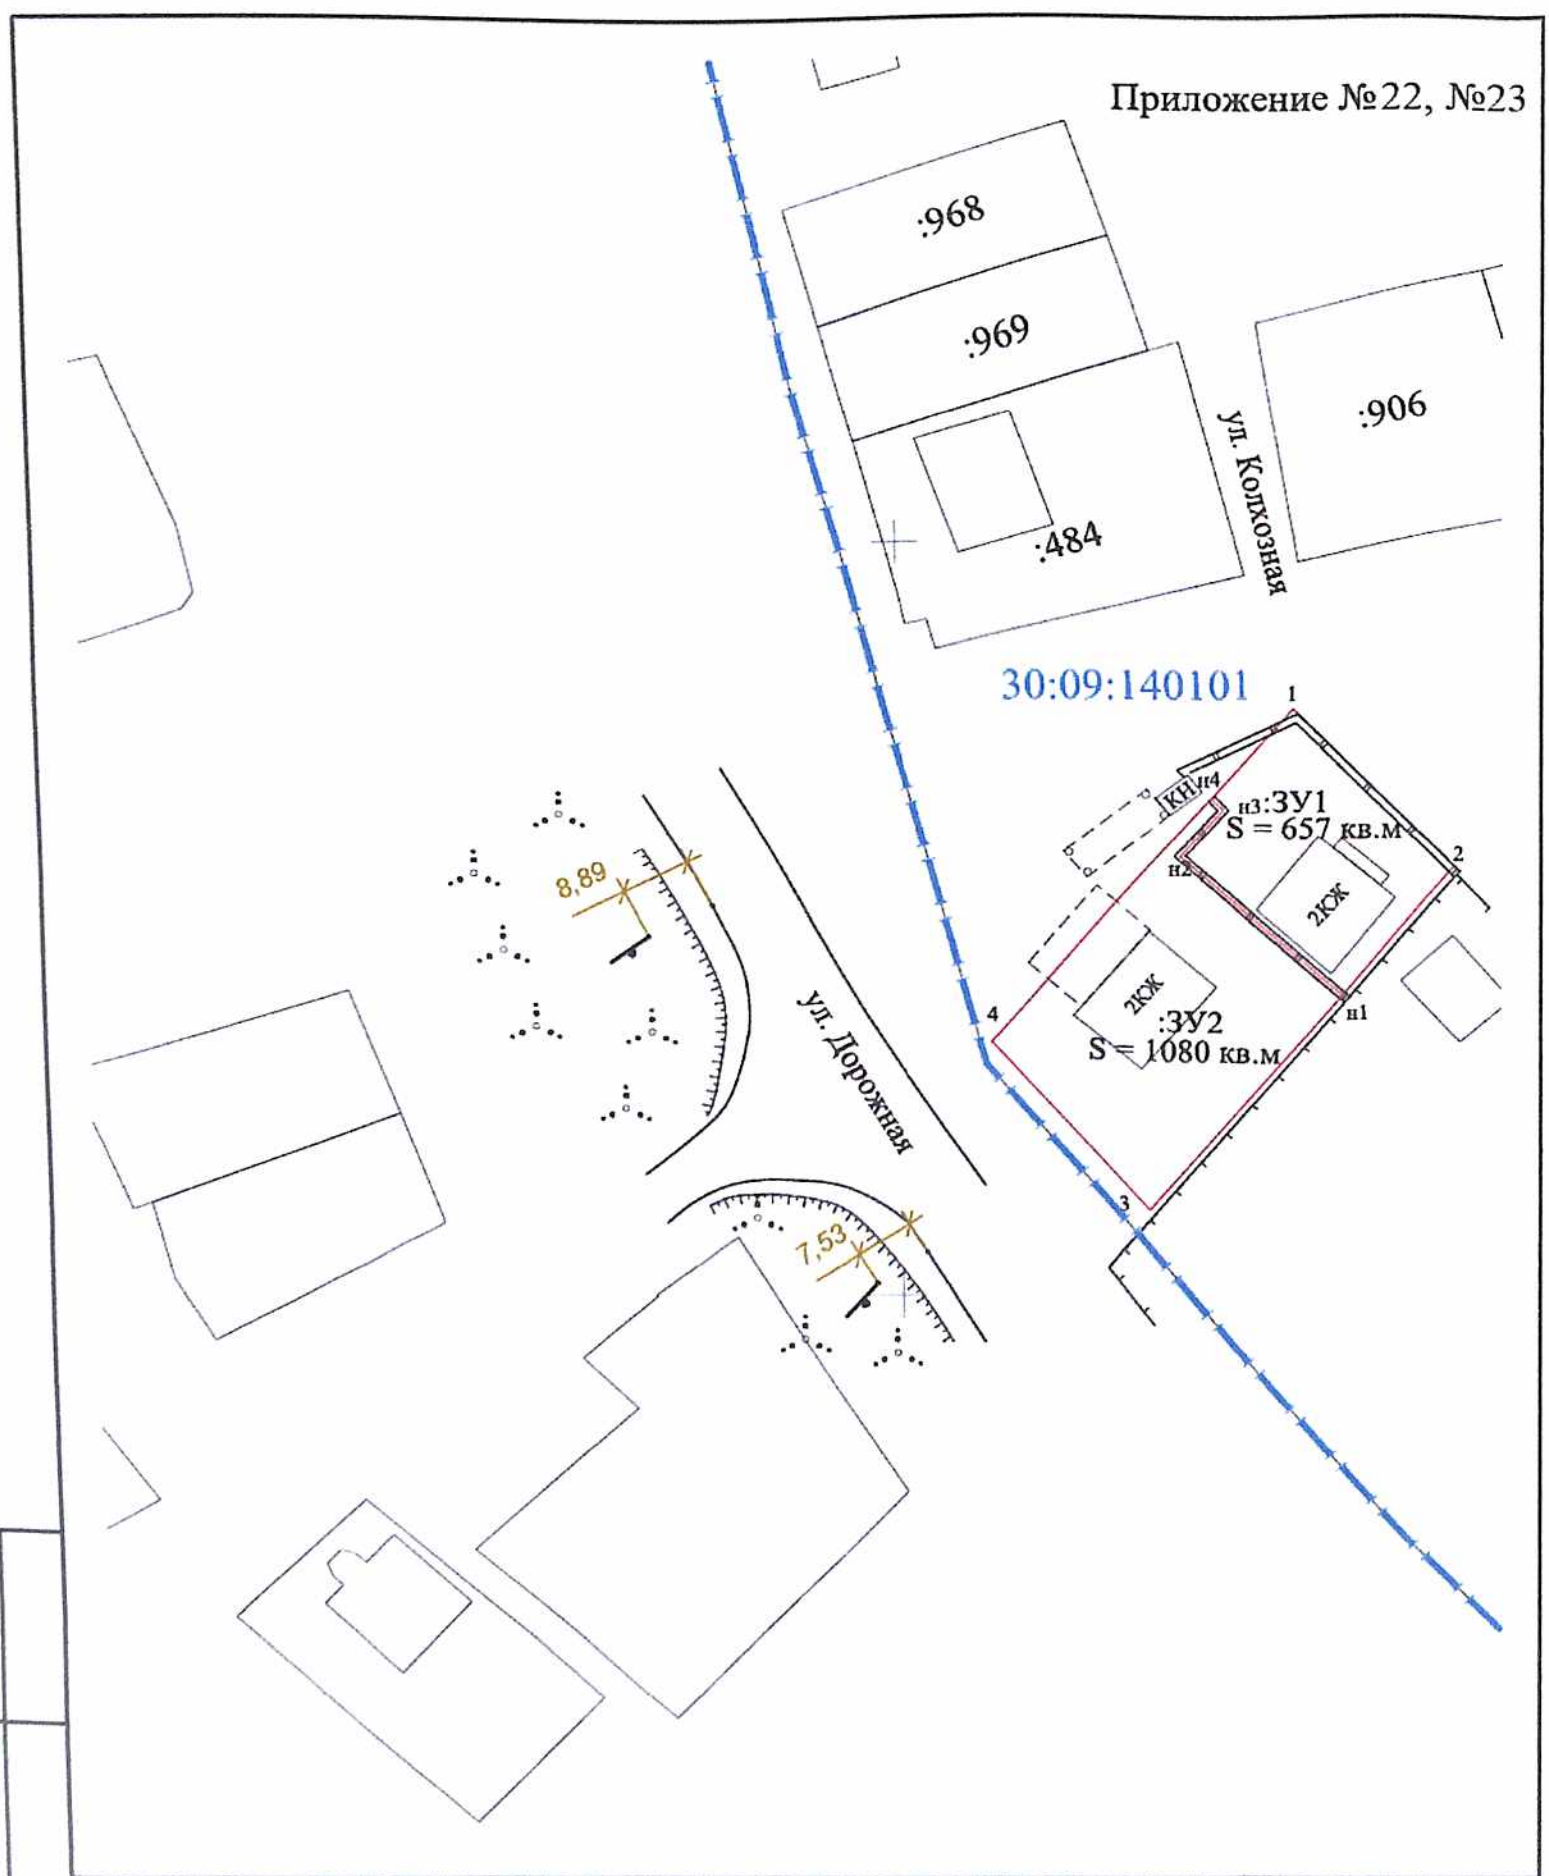 Приложение №22, №23
:968
:969
:906
ул. Колхозная
:484
30:09:140101
1
н4
КН
н3
:ЗУ1
S = 657 кв.м
2
н2
8,89
2КЖ
2КЖ
ул. Дорожная
4
н1
:ЗУ2
S = 1080 кв.м
3
7,53